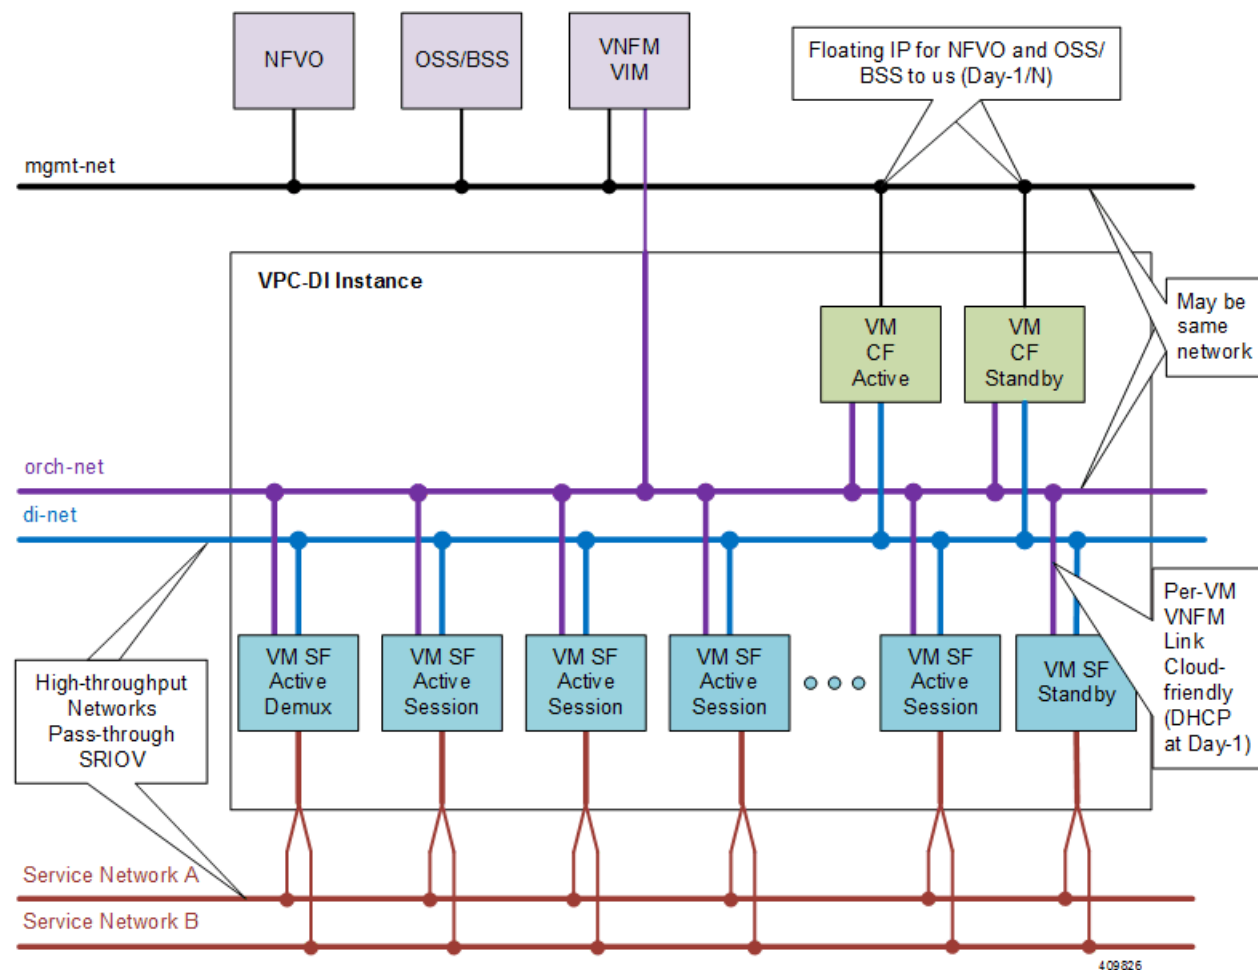 NFVO
OSS/BSS
VNFM
VIM
Floating IP for NFVO and OSS/
BSS to us (Day-1/N)
mgmt-net
VPC-DI Instance
May be
same
network
VM
CF
Active
VM
CF
Standby
orch-net
di-net
Per-VM
VNFM
Link
Cloud-
friendly
(DHCP
at Day-1)
High-throughput
Networks
Pass-through
SRIOV
VM SF
Active
Demux
VM SF
Active
Session
VM SF
Active
Session
VM SF
Active
Session
VM SF
Active
Session
VM SF
Standby
Service Network A
Service Network B
409826